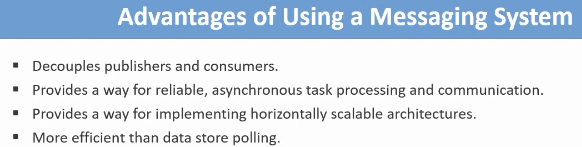 Advantages of Using a Messaging System
▪ Decouples publishers and consumers.
▪ Provides a way for reliable, asynchronous task processing and communication.
▪ Provides a way for implementing horizontally scalable architectures.
▪ More efficient than data store polling.